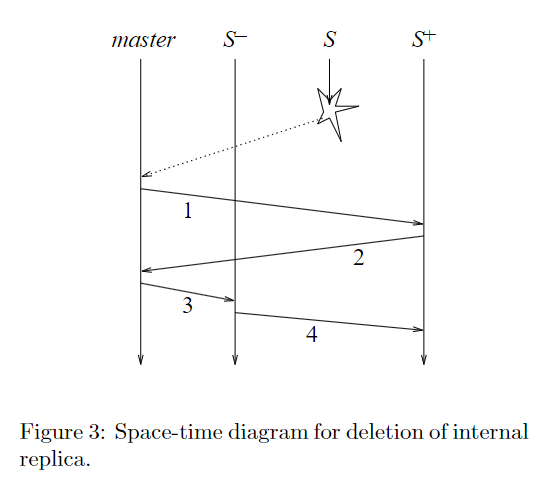 master S− S S+
1
2
3
4
Figure 3: Space-time diagram for deletion of internal
replica.